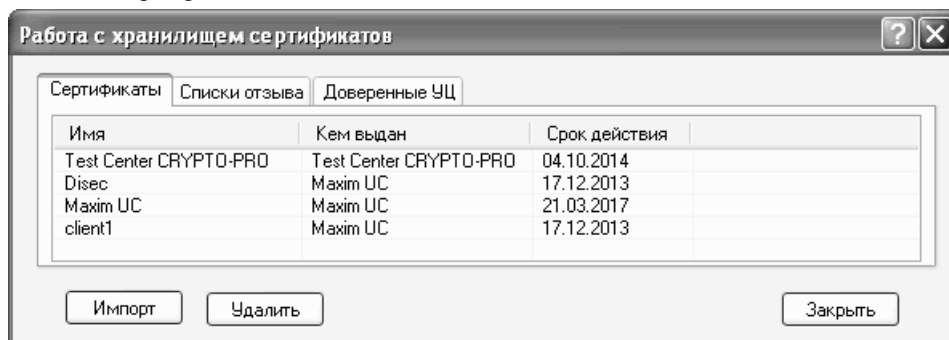 Работа с хранилищем сертификатов
Сертификаты Списки отзыва Доверенные УЦ
Имя Кем выдан Срок действия
Test Center CRYPTO-PRO Test Center CRYPTO-PRO 04.10.2014
Disec Maxim UC 17.12.2013
Maxim UC Maxim UC 21.03.2017
client1 Maxim UC 17.12.2013
Импорт Удалить Закрыть